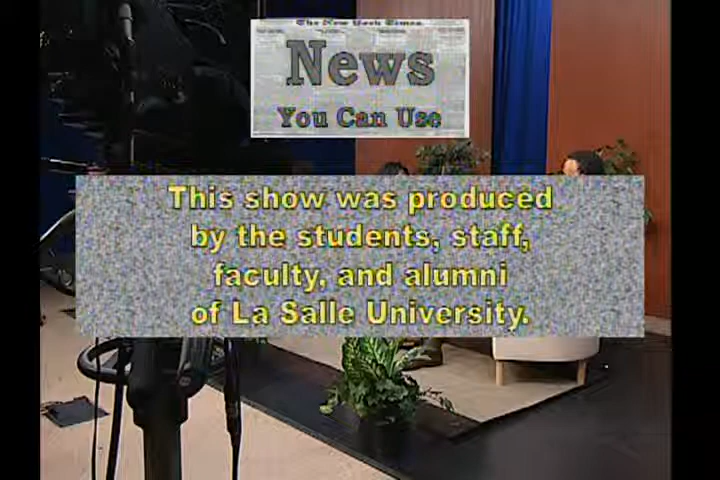 The New York Times
News
You Can Use
This show was produced
by the students, staff,
faculty, and alumni
of La Salle University.